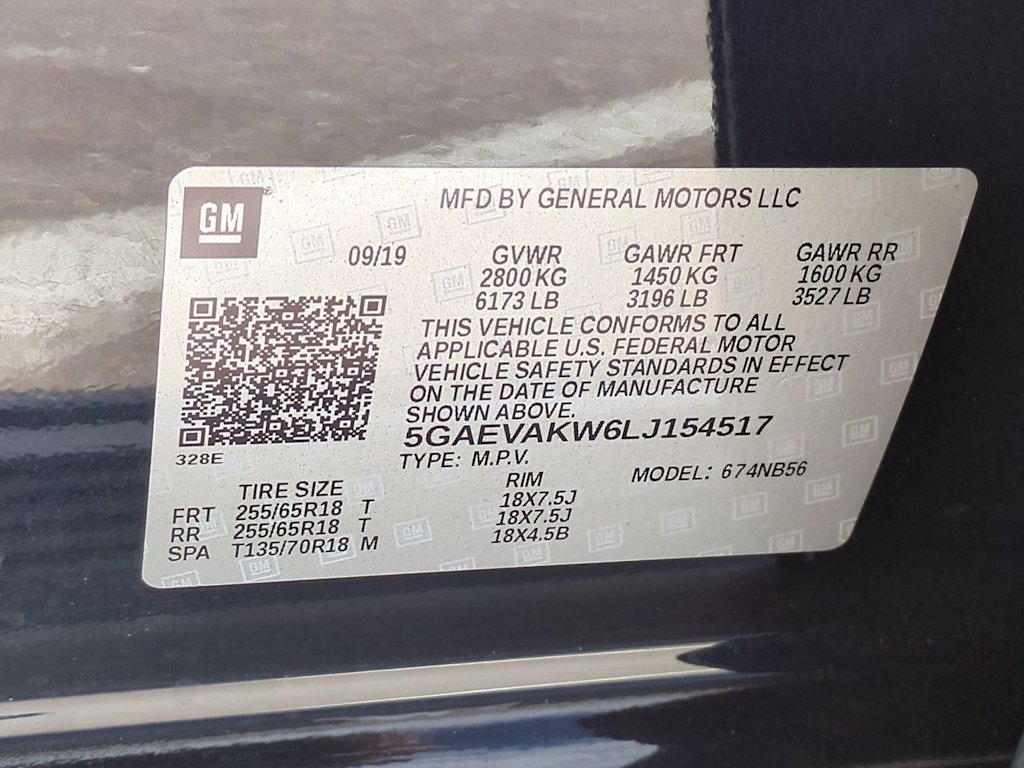 GM
MFD BY GENERAL MOTORS LLC
09/19 GVWR GAWR FRT GAWR RR
2800 KG 1450 KG 1600 KG
6173 LB 3196 LB 3527 LB
THIS VEHICLE CONFORMS TO ALL
APPLICABLE U.S. FEDERAL MOTOR
VEHICLE SAFETY STANDARDS IN EFFECT
ON THE DATE OF MANUFACTURE
SHOWN ABOVE.
5GAEVAKW6LJ154517
328E
TYPE: M.P.V. MODEL: 674NB56
TIRE SIZE RIM
FRT 255/65R18 T 18X7.5J
RR 255/65R18 T 18X7.5J
SPA T135/70R18 M 18X4.5B